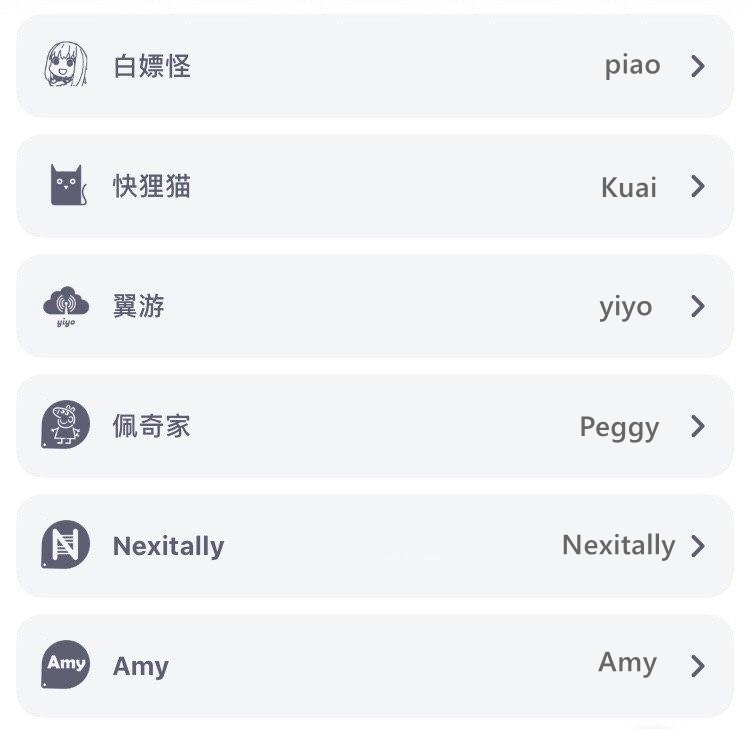 白嫖怪 piao
快狸猫 Kuai
yiyo 翼游 yiyo
佩奇家 Peggy
N Nexitally Nexitally
Amy Amy Amy